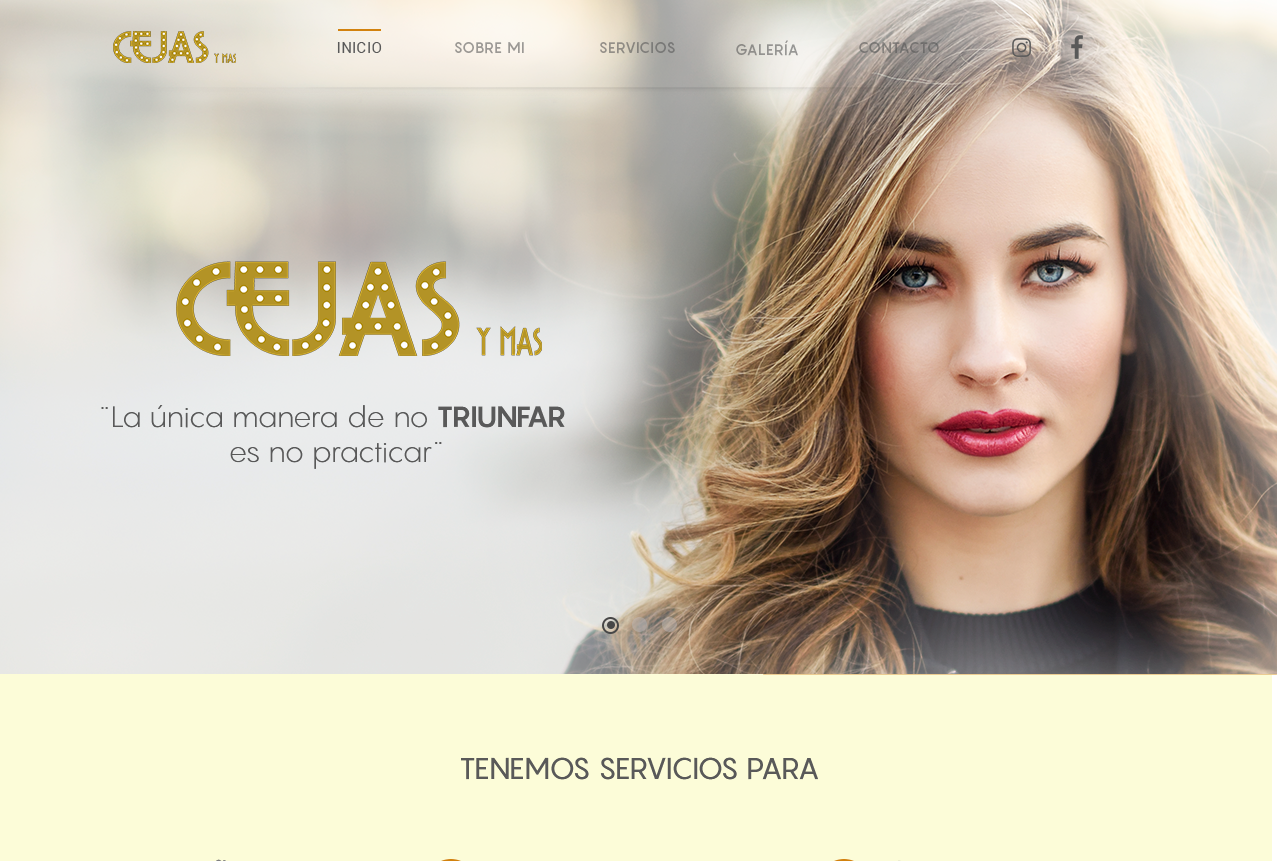 CEJAS Y MAS
INICIO
SOBRE MI
SERVICIOS
GALERÍA
CONTACTO
CEJAS Y MAS
¨La única manera de no TRIUNFAR
es no practicar¨
TENEMOS SERVICIOS PARA